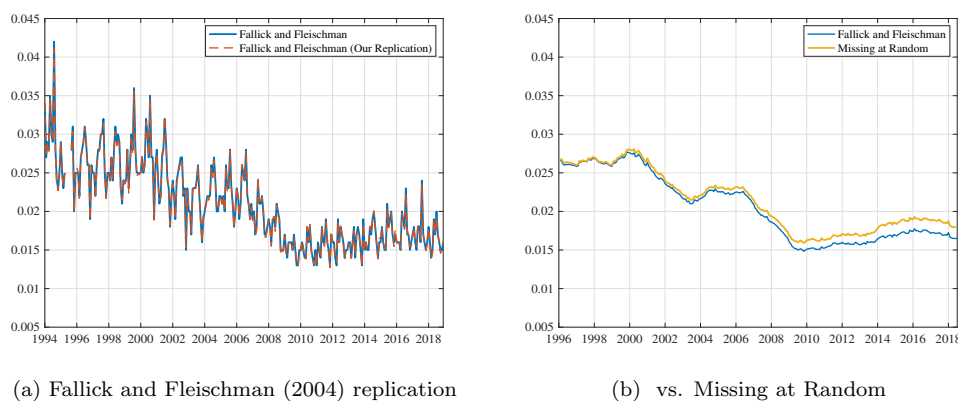 0.045
0.04
0.035
0.03
0.025
0.02
0.015
0.01
0.005
1994 1996 1998 2000 2002 2004 2006 2008 2010 2012 2014 2016 2018
Fallick and Fleischman
Fallick and Fleischman (Our Replication)
(a) Fallick and Fleischman (2004) replication
0.045
0.04
0.035
0.03
0.025
0.02
0.015
0.01
0.005
1996 1998 2000 2002 2004 2006 2008 2010 2012 2014 2016 2018
Fallick and Fleischman
Missing at Random
(b) vs. Missing at Random